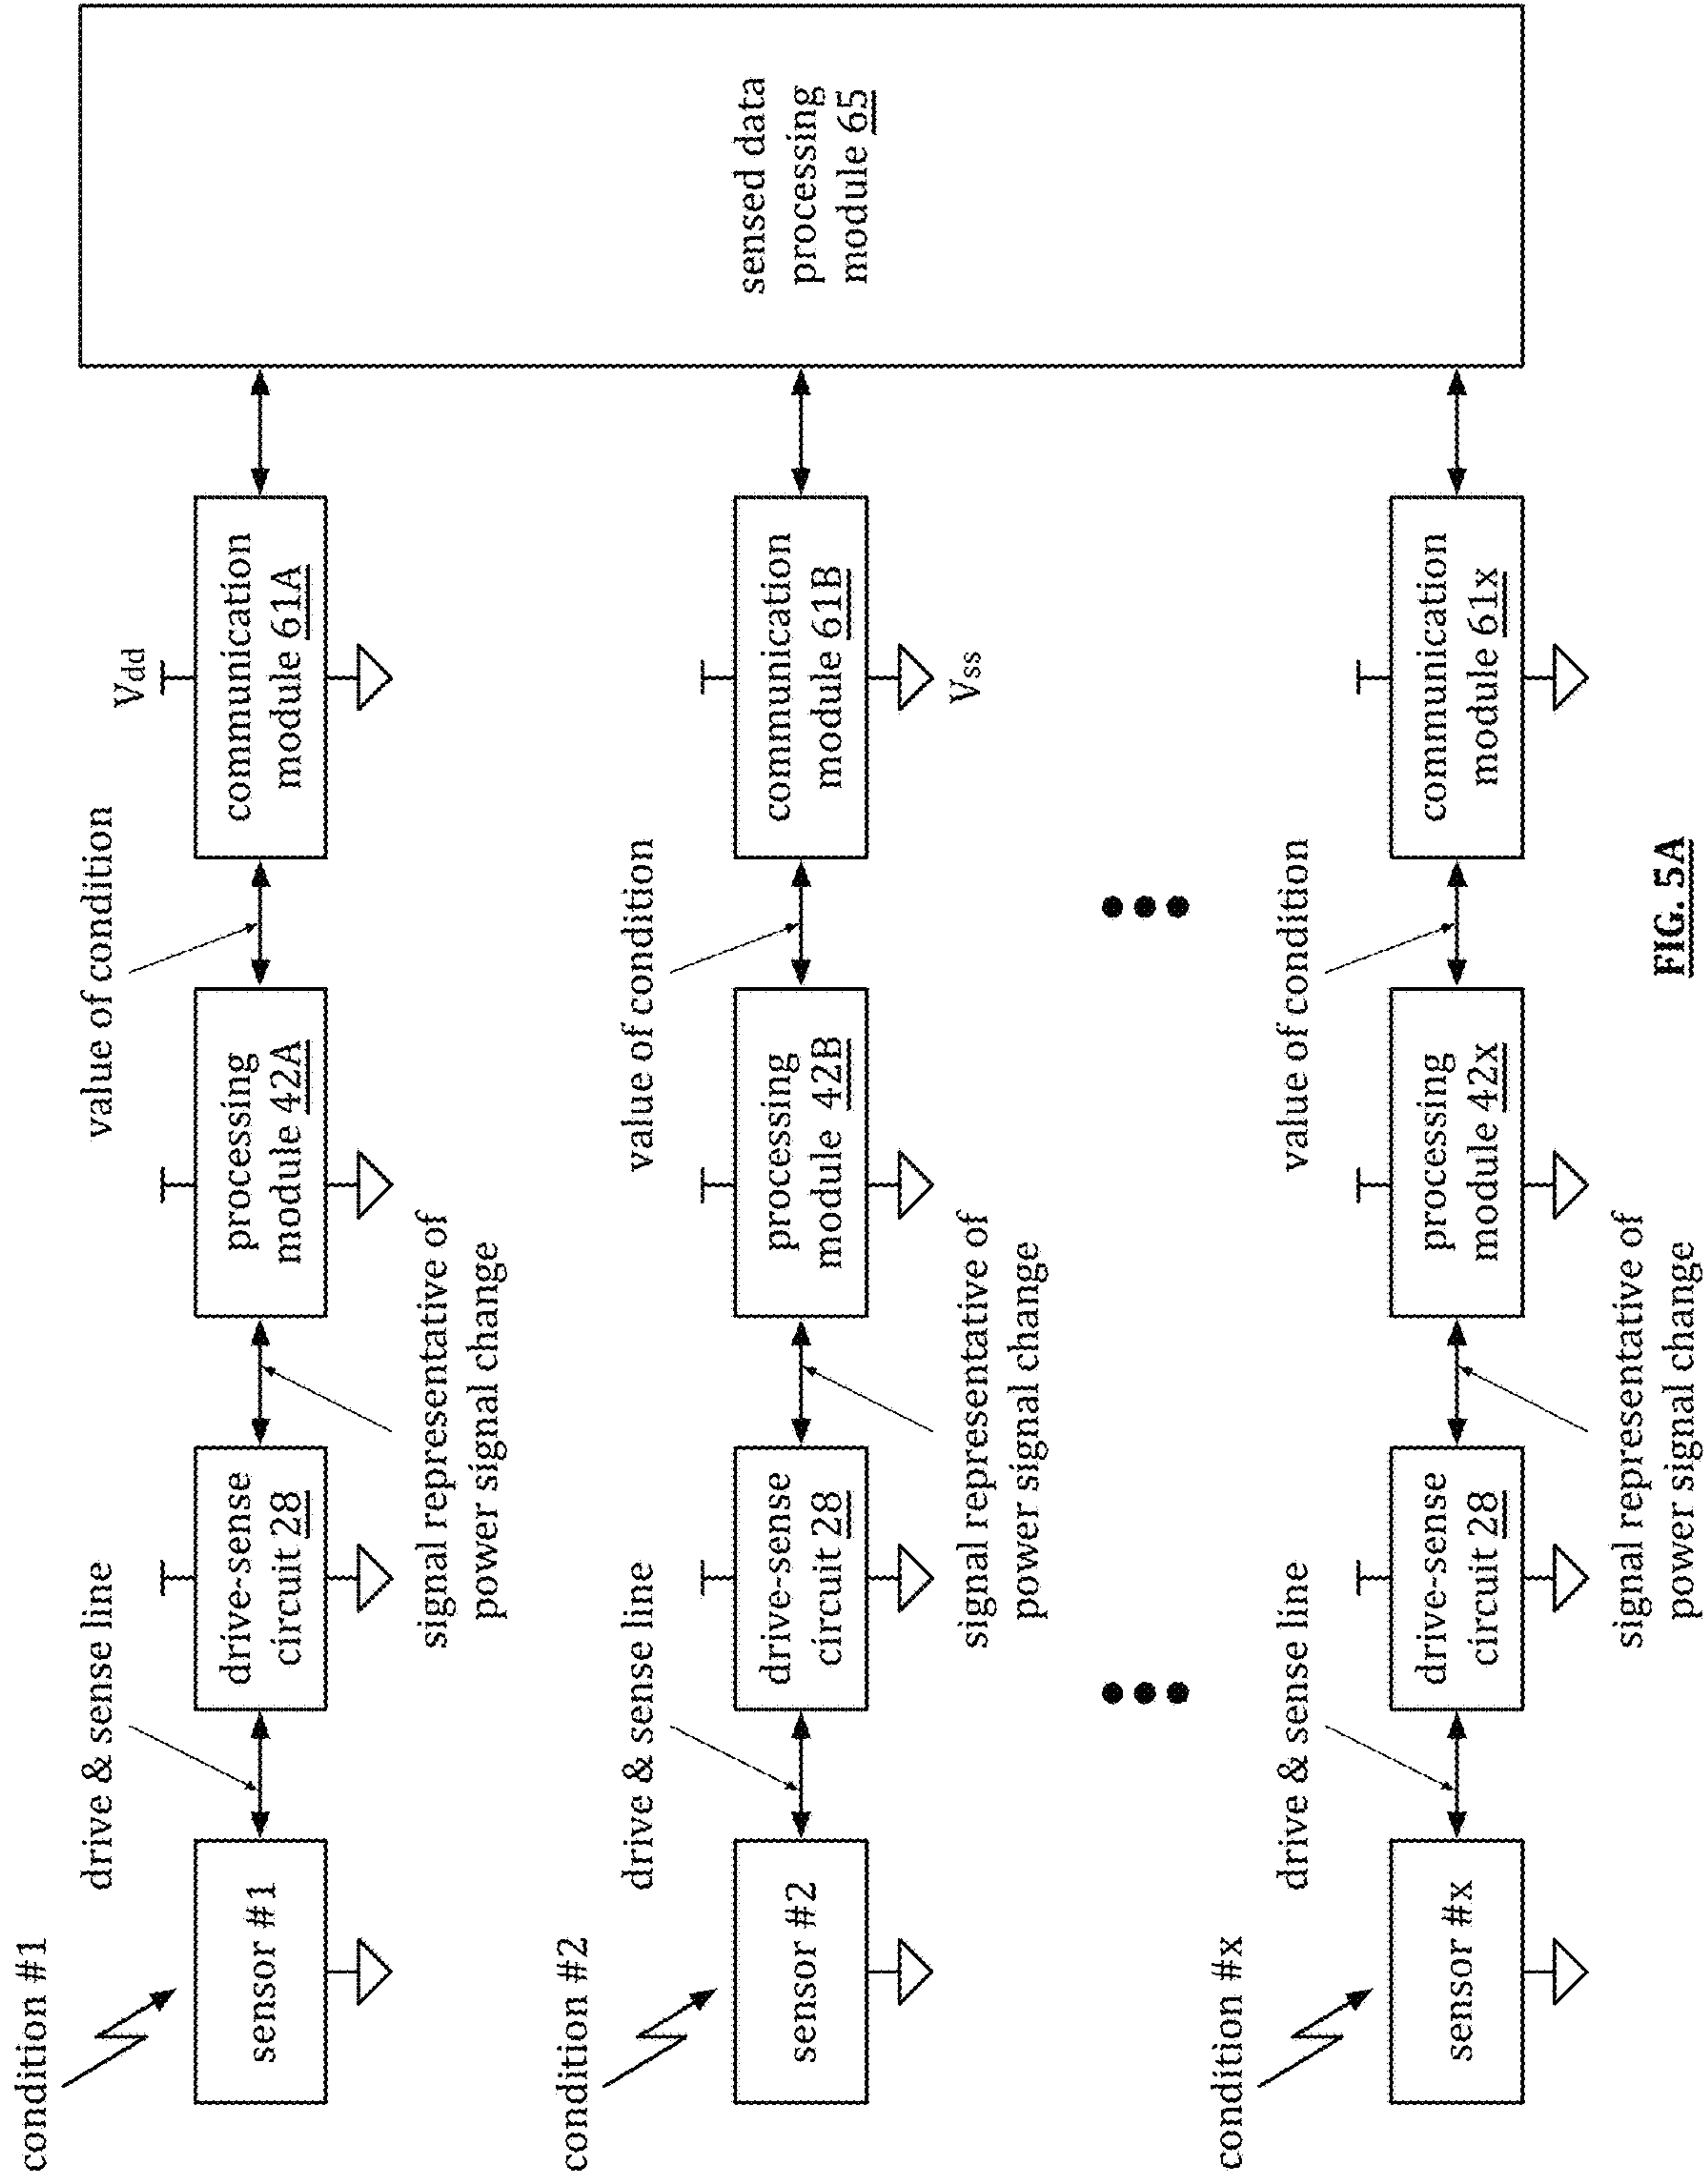 condition #1
sensor #1
drive & sense line
drive-sense
circuit 28
signal representative of
power signal change
processing
module 42A
value of condition
Vdd
communication
module 61A
condition #2
sensor #2
drive & sense line
drive-sense
circuit 28
signal representative of
power signal change
processing
module 42B
value of condition
communication
module 61B
Vss
condition #x
sensor #x
drive & sense line
drive-sense
circuit 28
signal representative of
power signal change
processing
module 42x
value of condition
communication
module 61x
sensed data
processing
module 65
FIG. 5A